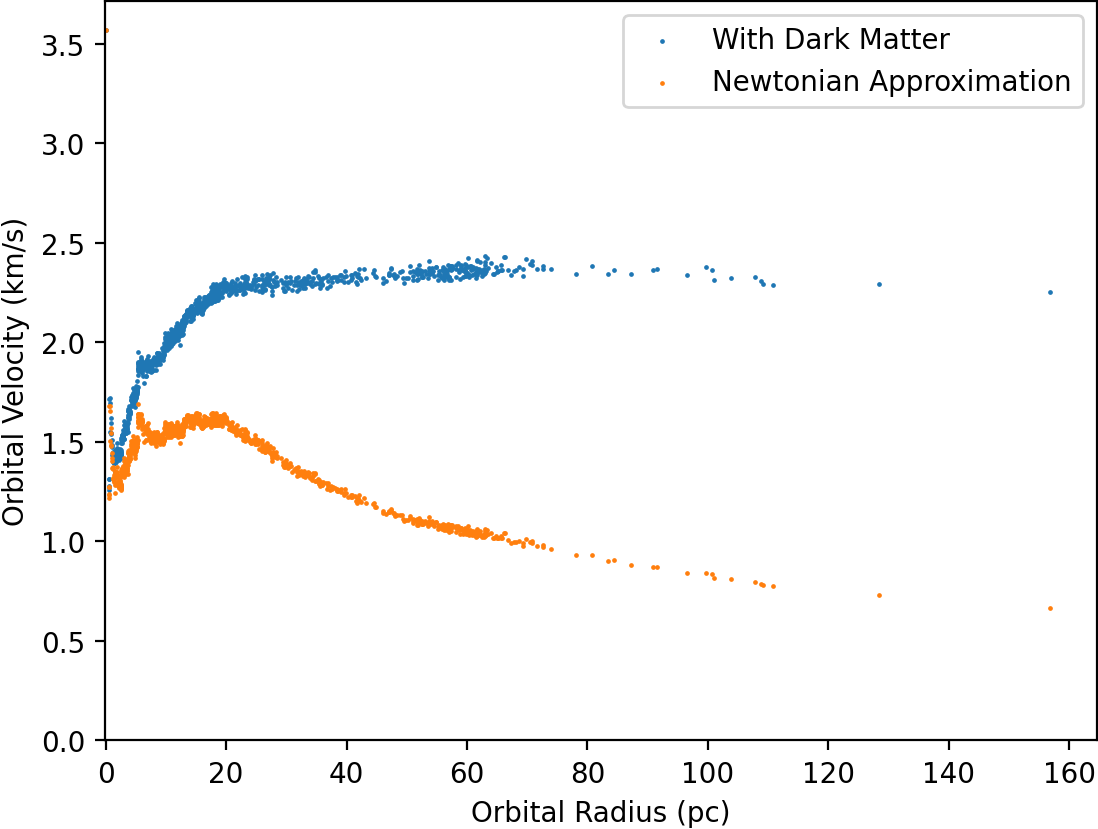 With Dark Matter
Newtonian Approximation
3.5
3.0
2.5
2.0
1.5
1.0
0.5
0.0
Orbital Velocity (km/s)
0 20 40 60 80 100 120 140 160
Orbital Radius (pc)